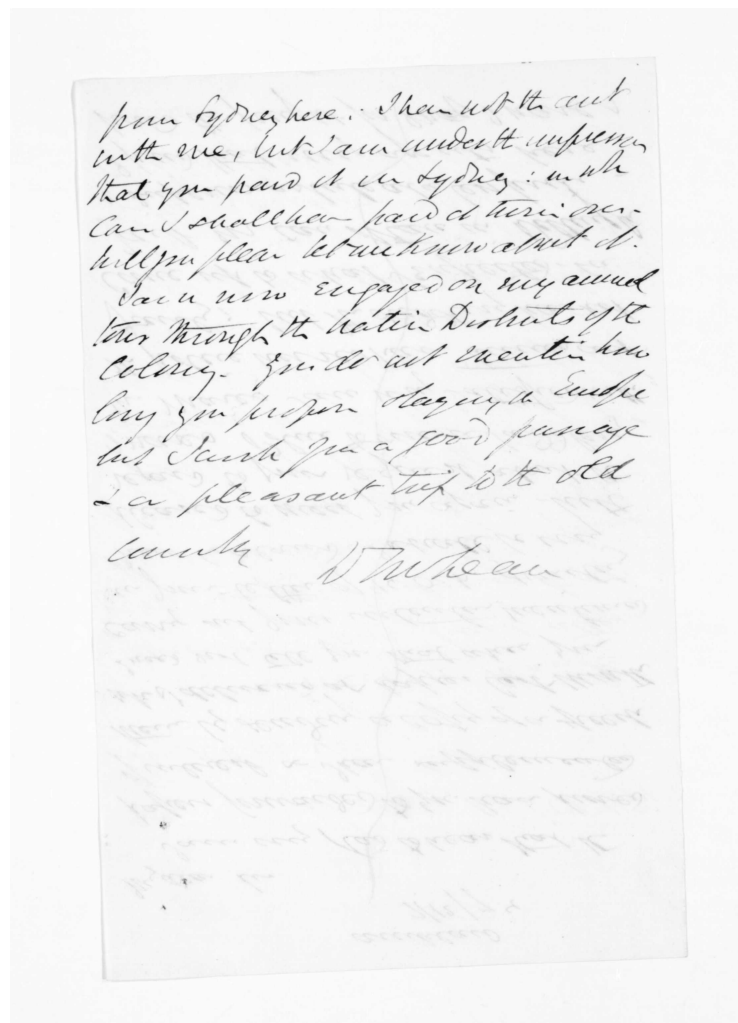 from Sydney here. I have not the acct
with me, but I am under the impression
that you paid it in Sydney: in wh
case I shall have paid it twice over.
will you please let me know about it.
I am now engaged on my annual
tour through the Native Districts of the
Colony. You do not mention how
long you propose staying in Europe
but I wish you a good passage
& a pleasant trip to the old
country
D McLean